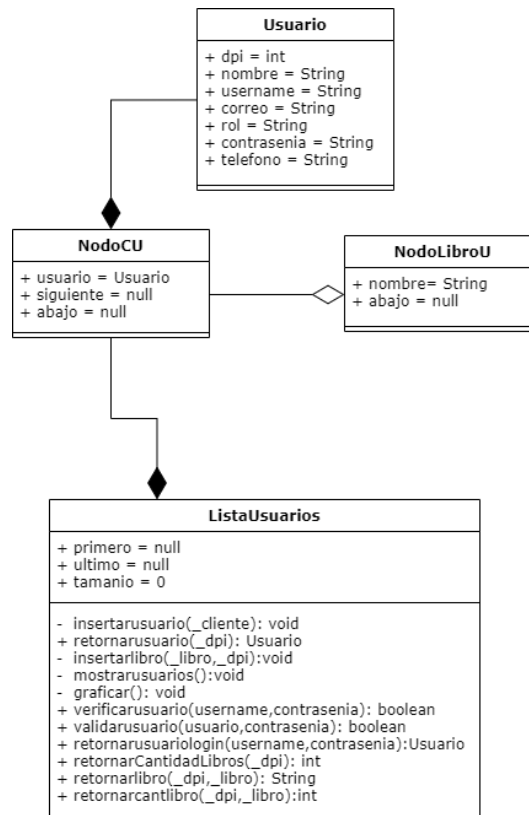 Usuario
+ dpi = int
+ nombre = String
+ username = String
+ correo = String
+ rol = String
+ contrasenia = String
+ telefono = String
NodoCU
+ usuario = Usuario
+ siguiente = null
+ abajo = null
NodoLibroU
+ nombre= String
+ abajo = null
ListaUsuarios
+ primero = null
+ ultimo = null
+ tamanio = 0
- insertarusuario(_cliente): void
+ retornarusuario(_dpi): Usuario
- insertarlibro(_libro,_dpi):void
- mostrarusuarios():void
- graficar(): void
+ verificarusuario(username,contrasenia): boolean
+ validarusuario(usuario,contrasenia): boolean
+ retornarusuariologin(username,contrasenia):Usuario
+ retornarCantidadLibros(_dpi): int
+ retornarlibro(_dpi,_libro): String
+ retornarcantlibro(_dpi,_libro):int